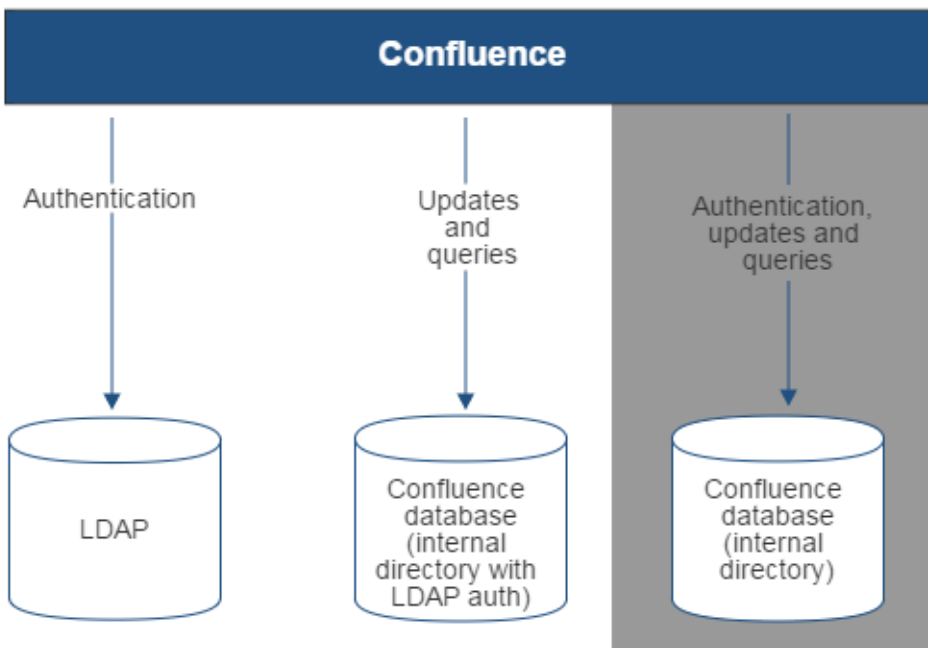 Confluence
Authentication
Updates
and
queries
Authentication,
updates and
queries
LDAP
Confluence
database
(internal
directory with
LDAP auth)
Confluence
database
(internal
directory)